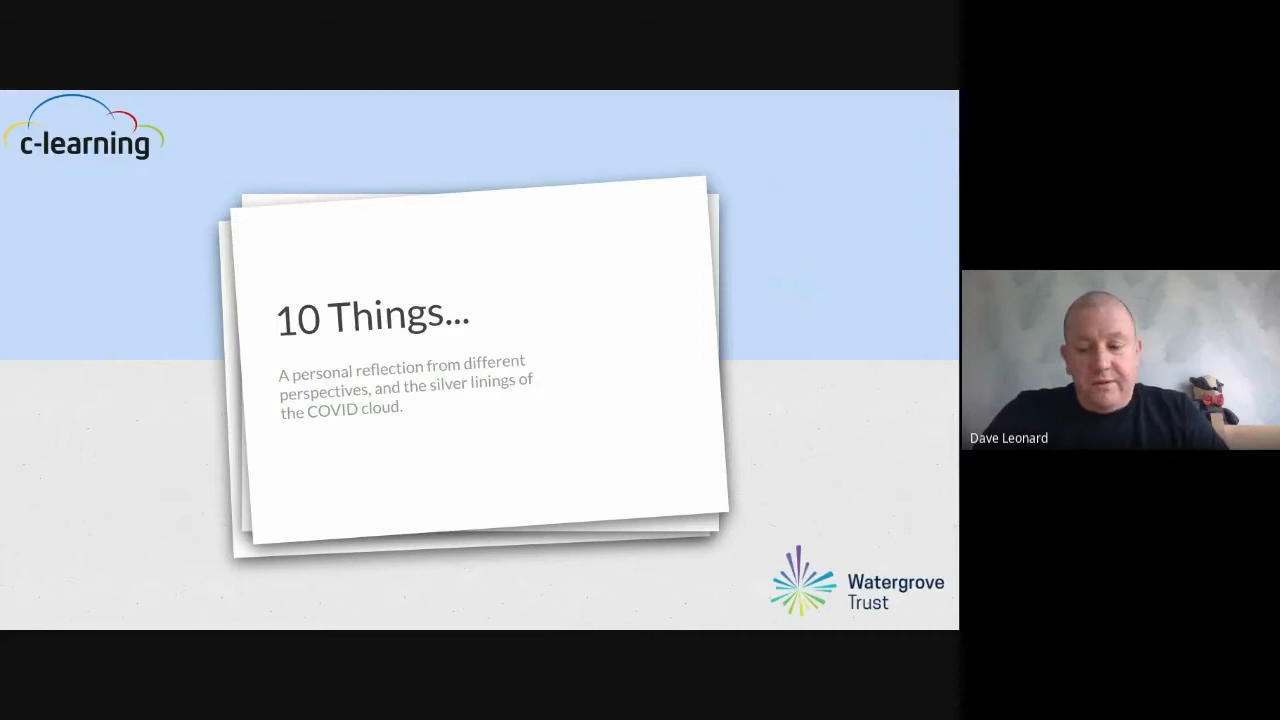 c-learning
10 Things...
A personal reflection from different
perspectives, and the silver linings of
the COVID cloud.
Dave Leonard
Watergrove
Trust